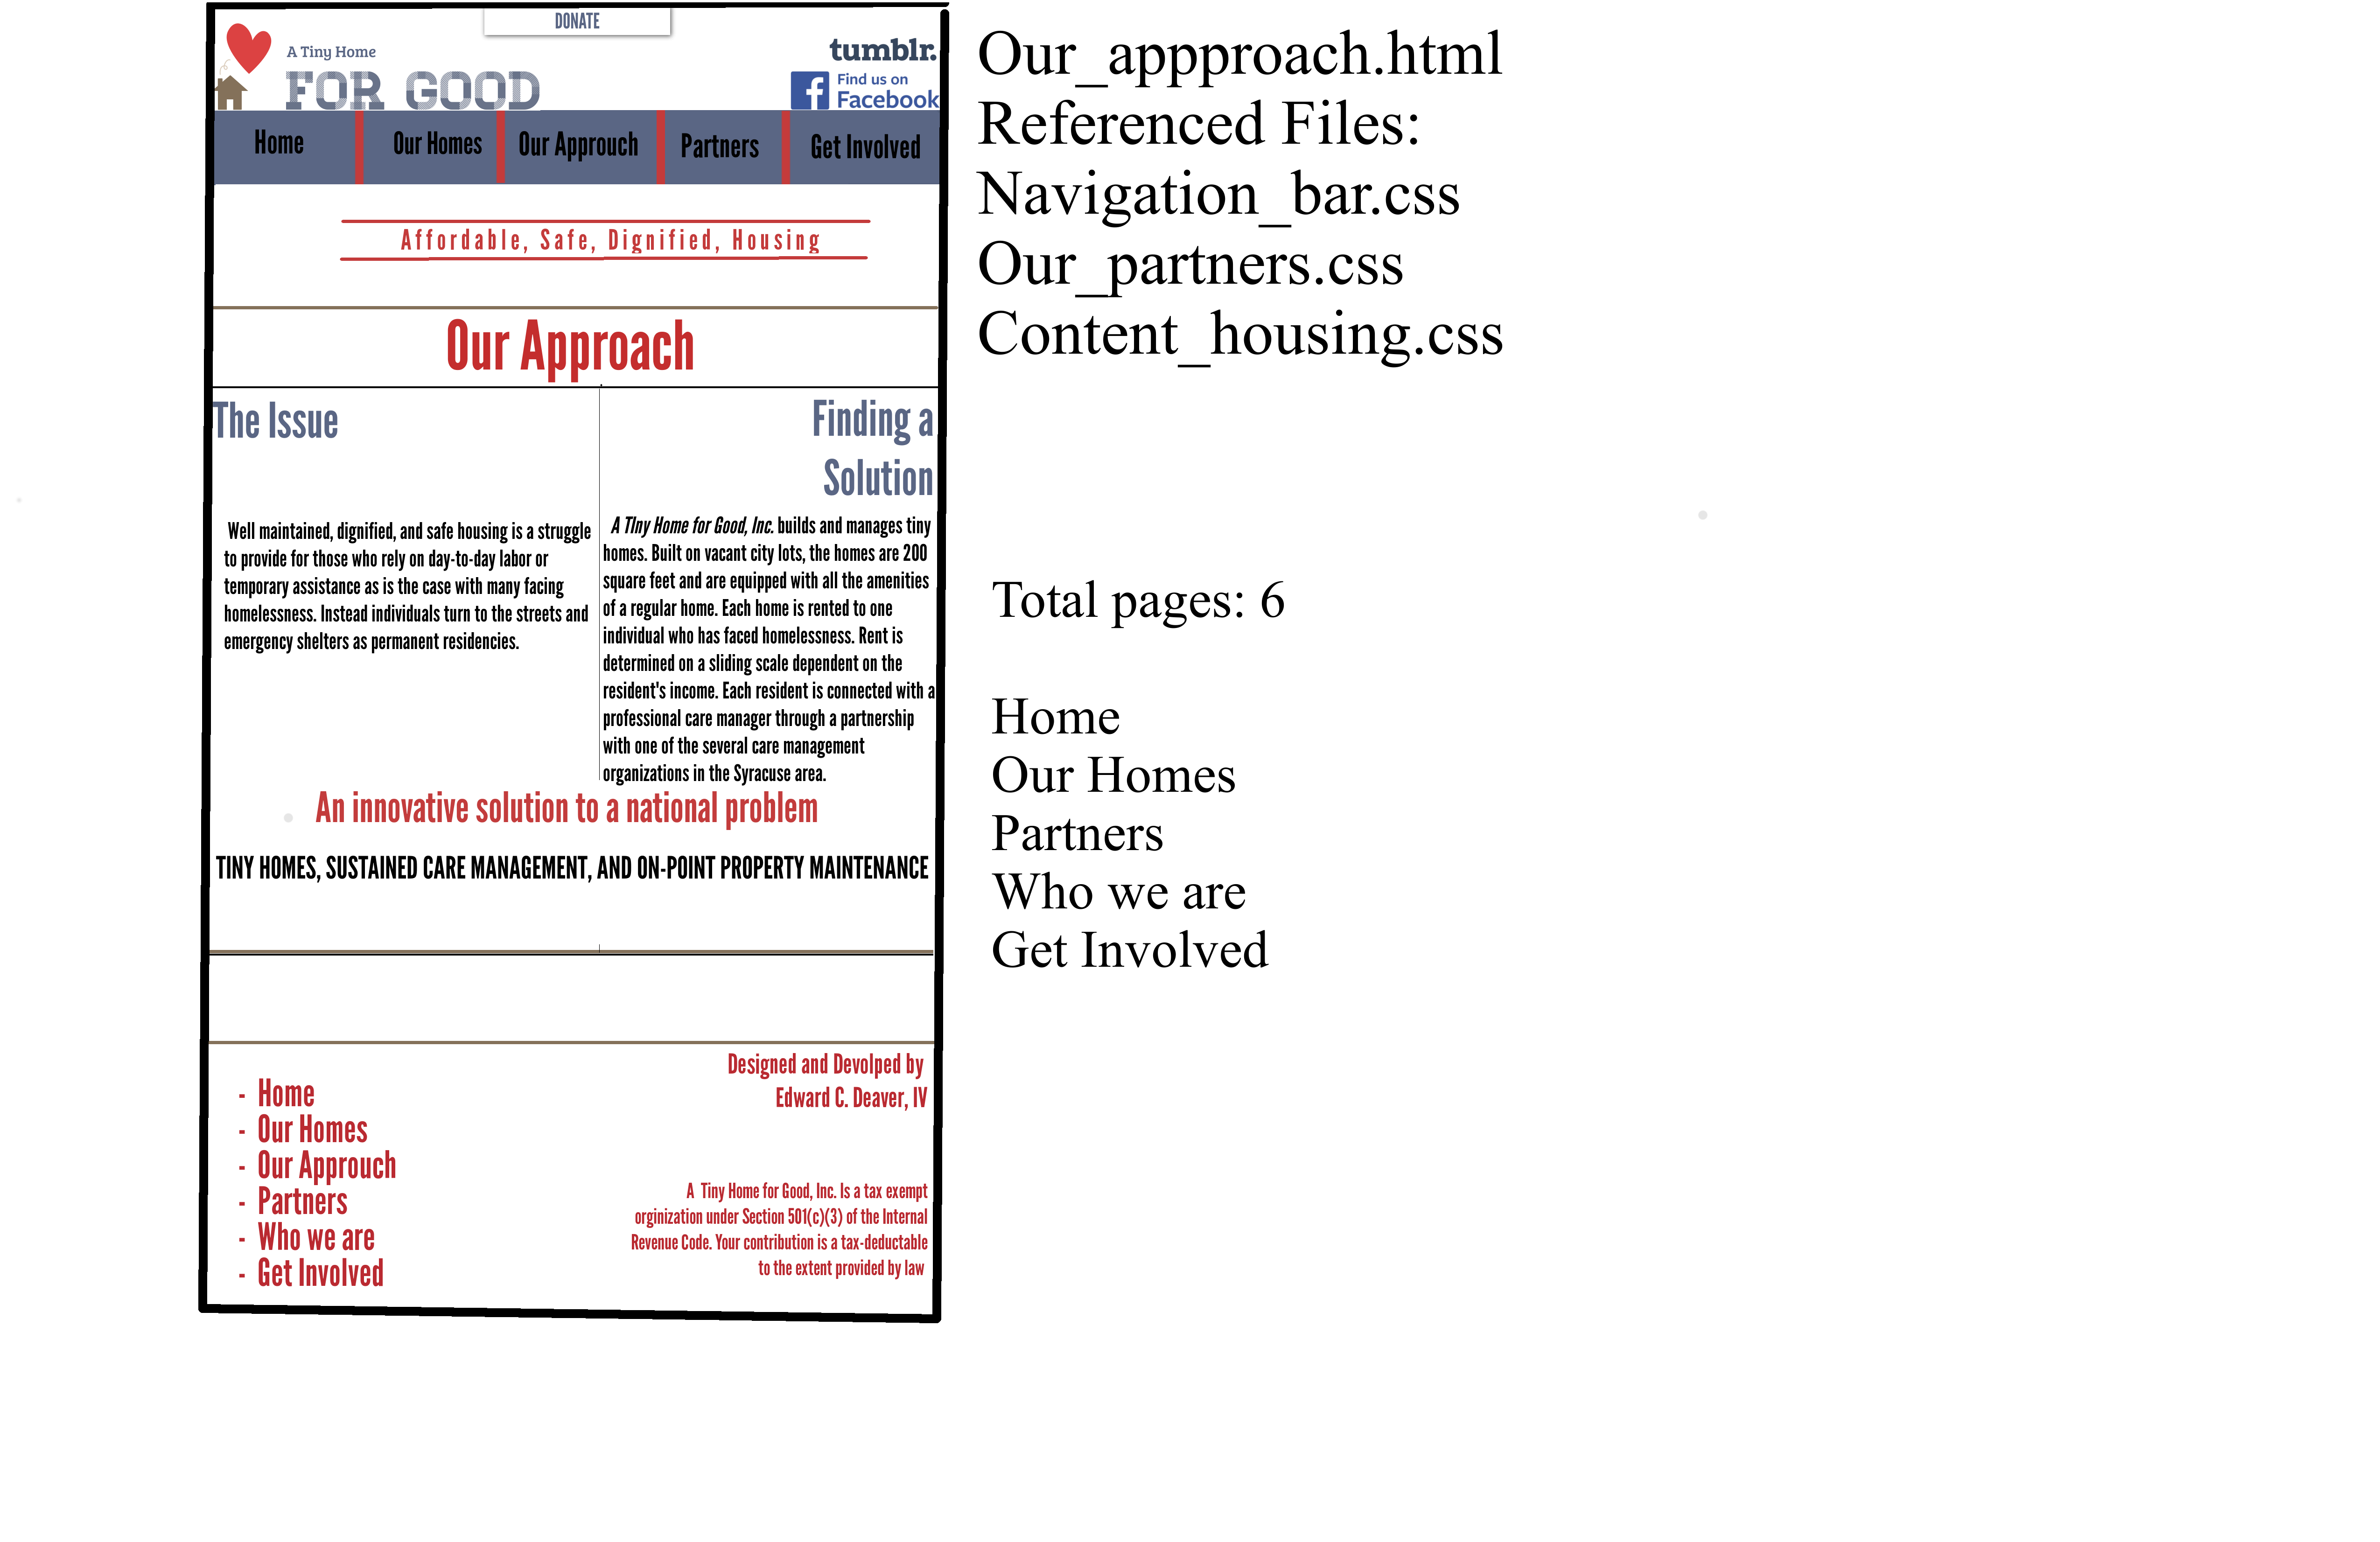 DONATE
A Tiny Home
FOR GOOD
tumblr.
Find us on
Facebook
Home
Our Homes
Our Approuch
Partners
Get Involved
Affordable, Safe, Dignified, Housing
Our Approach
The Issue
Well maintained, dignified, and safe housing is a struggle
to provide for those who rely on day-to-day labor or
temporary assistance as is the case with many facing
homelessness. Instead individuals turn to the streets and
emergency shelters as permanent residencies.
Finding a
Solution
A TIny Home for Good, Inc. builds and manages tiny
homes. Built on vacant city lots, the homes are 200
square feet and are equipped with all the amenities
of a regular home. Each home is rented to one
individual who has faced homelessness. Rent is
determined on a sliding scale dependent on the
resident's income. Each resident is connected with a
professional care manager through a partnership
with one of the several care management
organizations in the Syracuse area.
An innovative solution to a national problem
TINY HOMES, SUSTAINED CARE MANAGEMENT, AND ON-POINT PROPERTY MAINTENANCE
- Home
- Our Homes
- Our Approuch
- Partners
- Who we are
- Get Involved
Designed and Devolped by
Edward C. Deaver, IV
A Tiny Home for Good, Inc. Is a tax exempt
orginization under Section 501(c)(3) of the Internal
Revenue Code. Your contribution is a tax-deductable
to the extent provided by law
Our_appproach.html
Referenced Files:
Navigation_bar.css
Our_partners.css
Content_housing.css
Total pages: 6
Home
Our Homes
Partners
Who we are
Get Involved